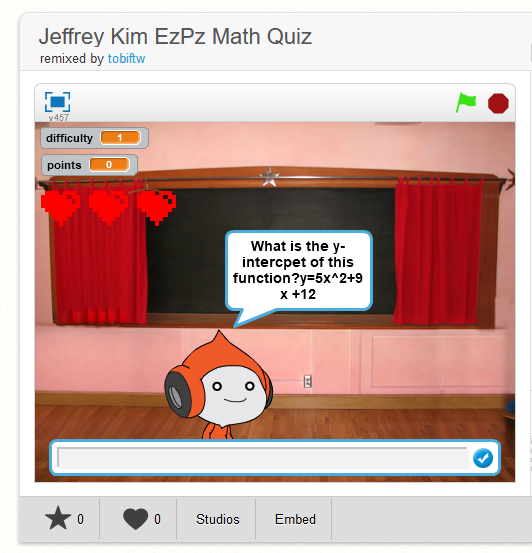 Jeffrey Kim EzPz Math Quiz
remixed by tobiftw
v457
difficulty 1
points 0
What is the y-
intercpet of this
function?y=5x^2+9
x +12
0 0 Studios Embed